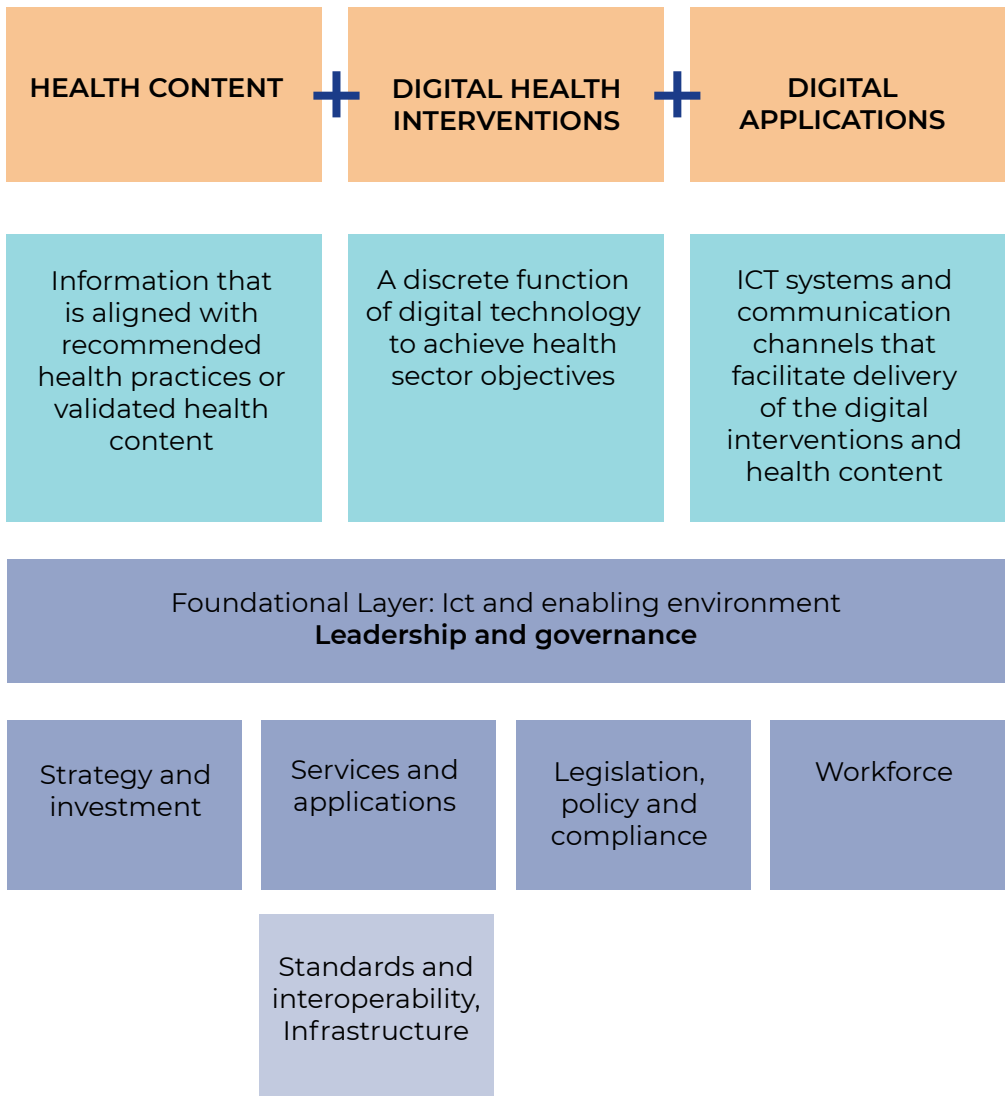 HEALTH CONTENT
+
DIGITAL HEALTH
INTERVENTIONS
+
DIGITAL
APPLICATIONS
Information that
is aligned with
recommended
health practices or
validated health
content
A discrete function
of digital technology
to achieve health
sector objectives
ICT systems and
communication
channels that
facilitate delivery
of the digital
interventions and
health content
Foundational Layer: Ict and enabling environment
Leadership and governance
Strategy and
investment
Services and
applications
Legislation,
policy and
compliance
Workforce
Standards and
interoperability,
Infrastructure